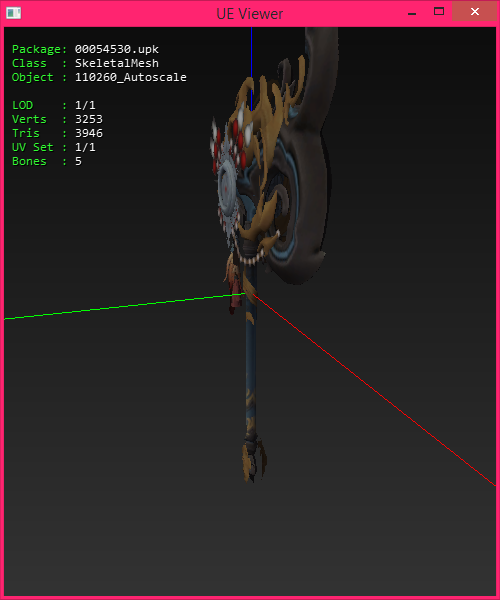 UE Viewer
Package: 00054530.upk
Class : SkeletalMesh
Object : 110260_Autoscale
LOD : 1/1
Verts : 3253
Tris : 3946
UV Set : 1/1
Bones : 5